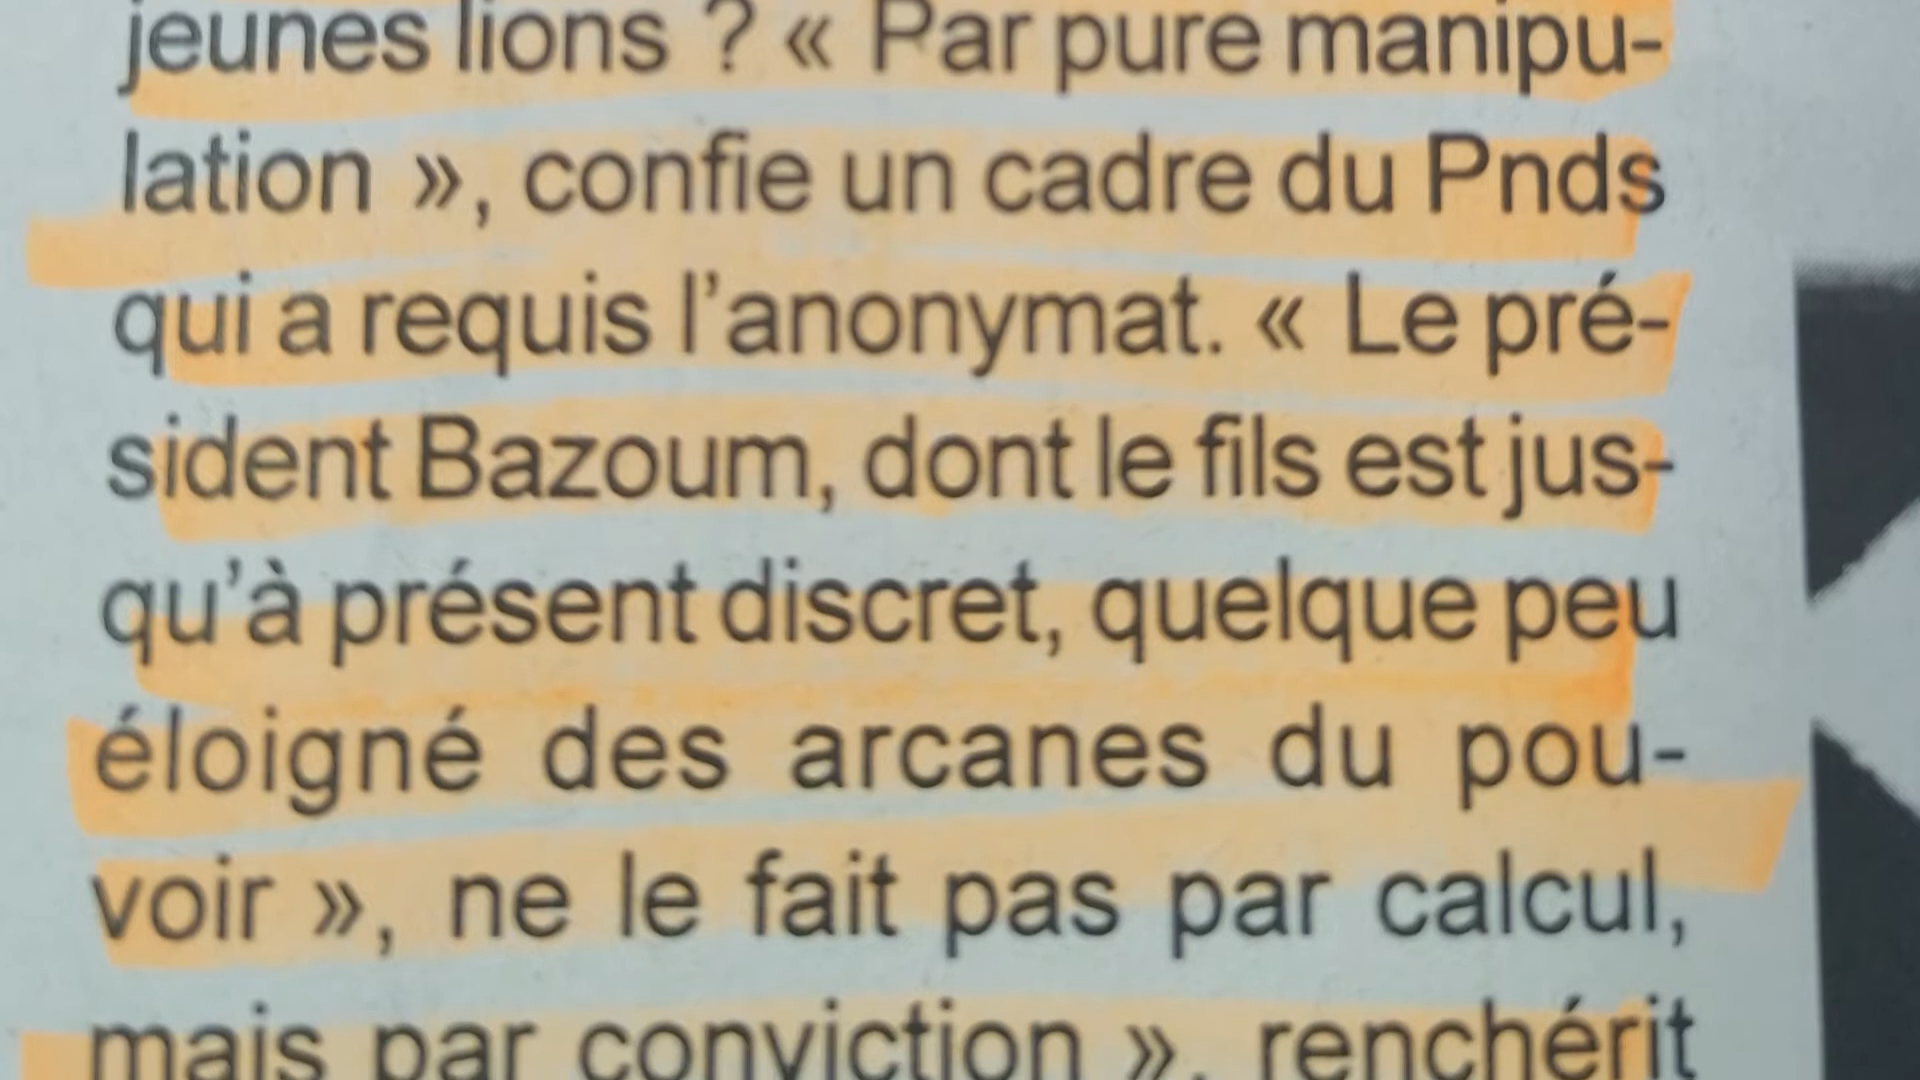 jeunes lions ? « Par pure manipu-
lation », confie un cadre du Pnds
qui a requis l’anonymat. « Le pré-
sident Bazoum, dont le fils est jus-
qu’à présent discret, quelque peu
éloigné des arcanes du pou-
voir », ne le fait pas par calcul,
mais par conviction », renchérit